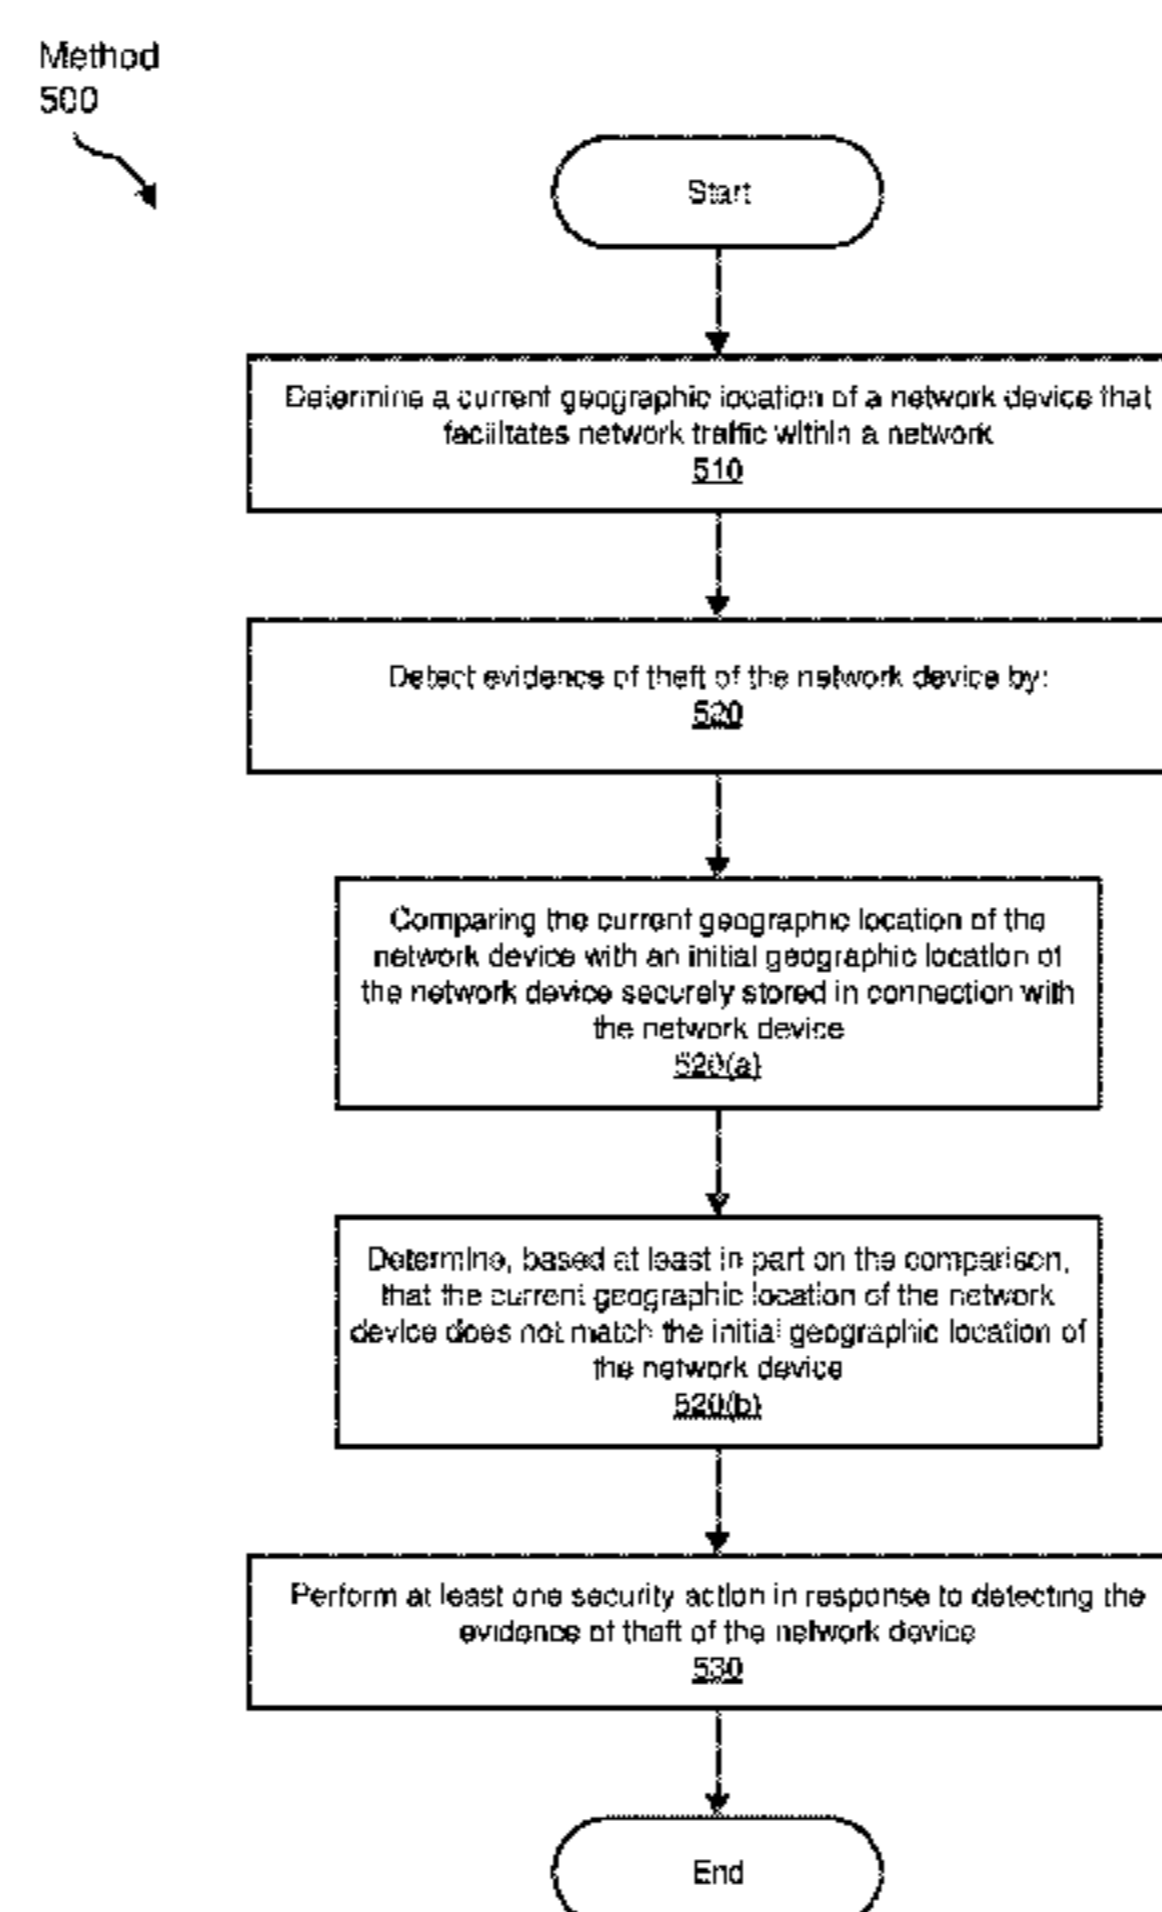 Method
500
Start
Determine a current geographic location of a network device that
facilitates network traffic within a network
510
Detect evidence of theft of the network device by:
520
Comparing the current geographic location of the
network device with an initial geographic location of
the network device securely stored in connection with
the network device
520(a)
Determine, based at least in part on the comparison,
that the current geographic location of the network
device does not match the initial geographic location of
the network device
520(b)
Perform at least one security action in response to detecting the
evidence of theft of the network device
530
End